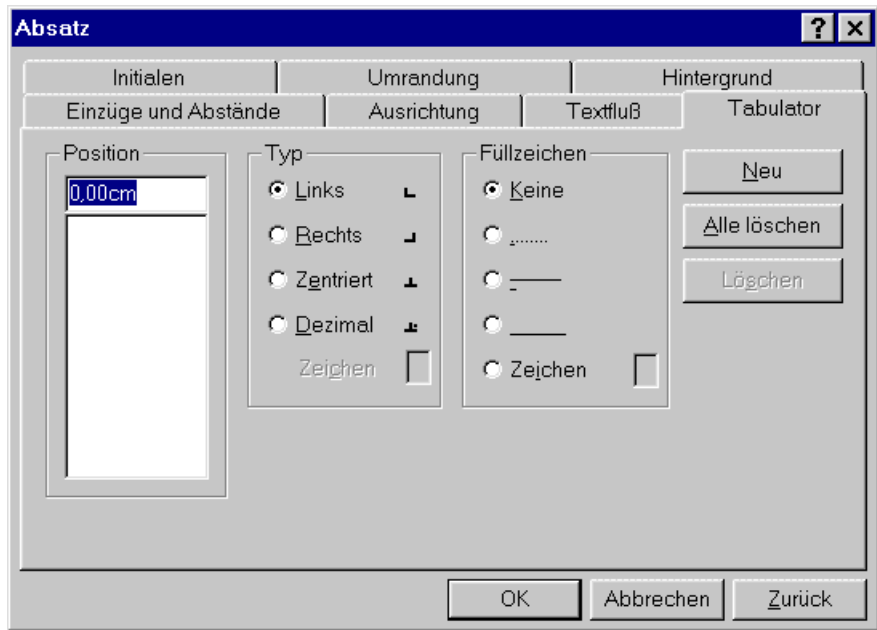 Absatz
Initialen Umrandung Hintergrund
Einzüge und Abstände Ausrichtung Textfluß Tabulator
Position Typ Füllzeichen
Neu
0,00cm Links Keine
Rechts ........ Alle löschen
Zentriert Löschen
Dezimal
Zeichen Zeichen
OK Abbrechen Zurück